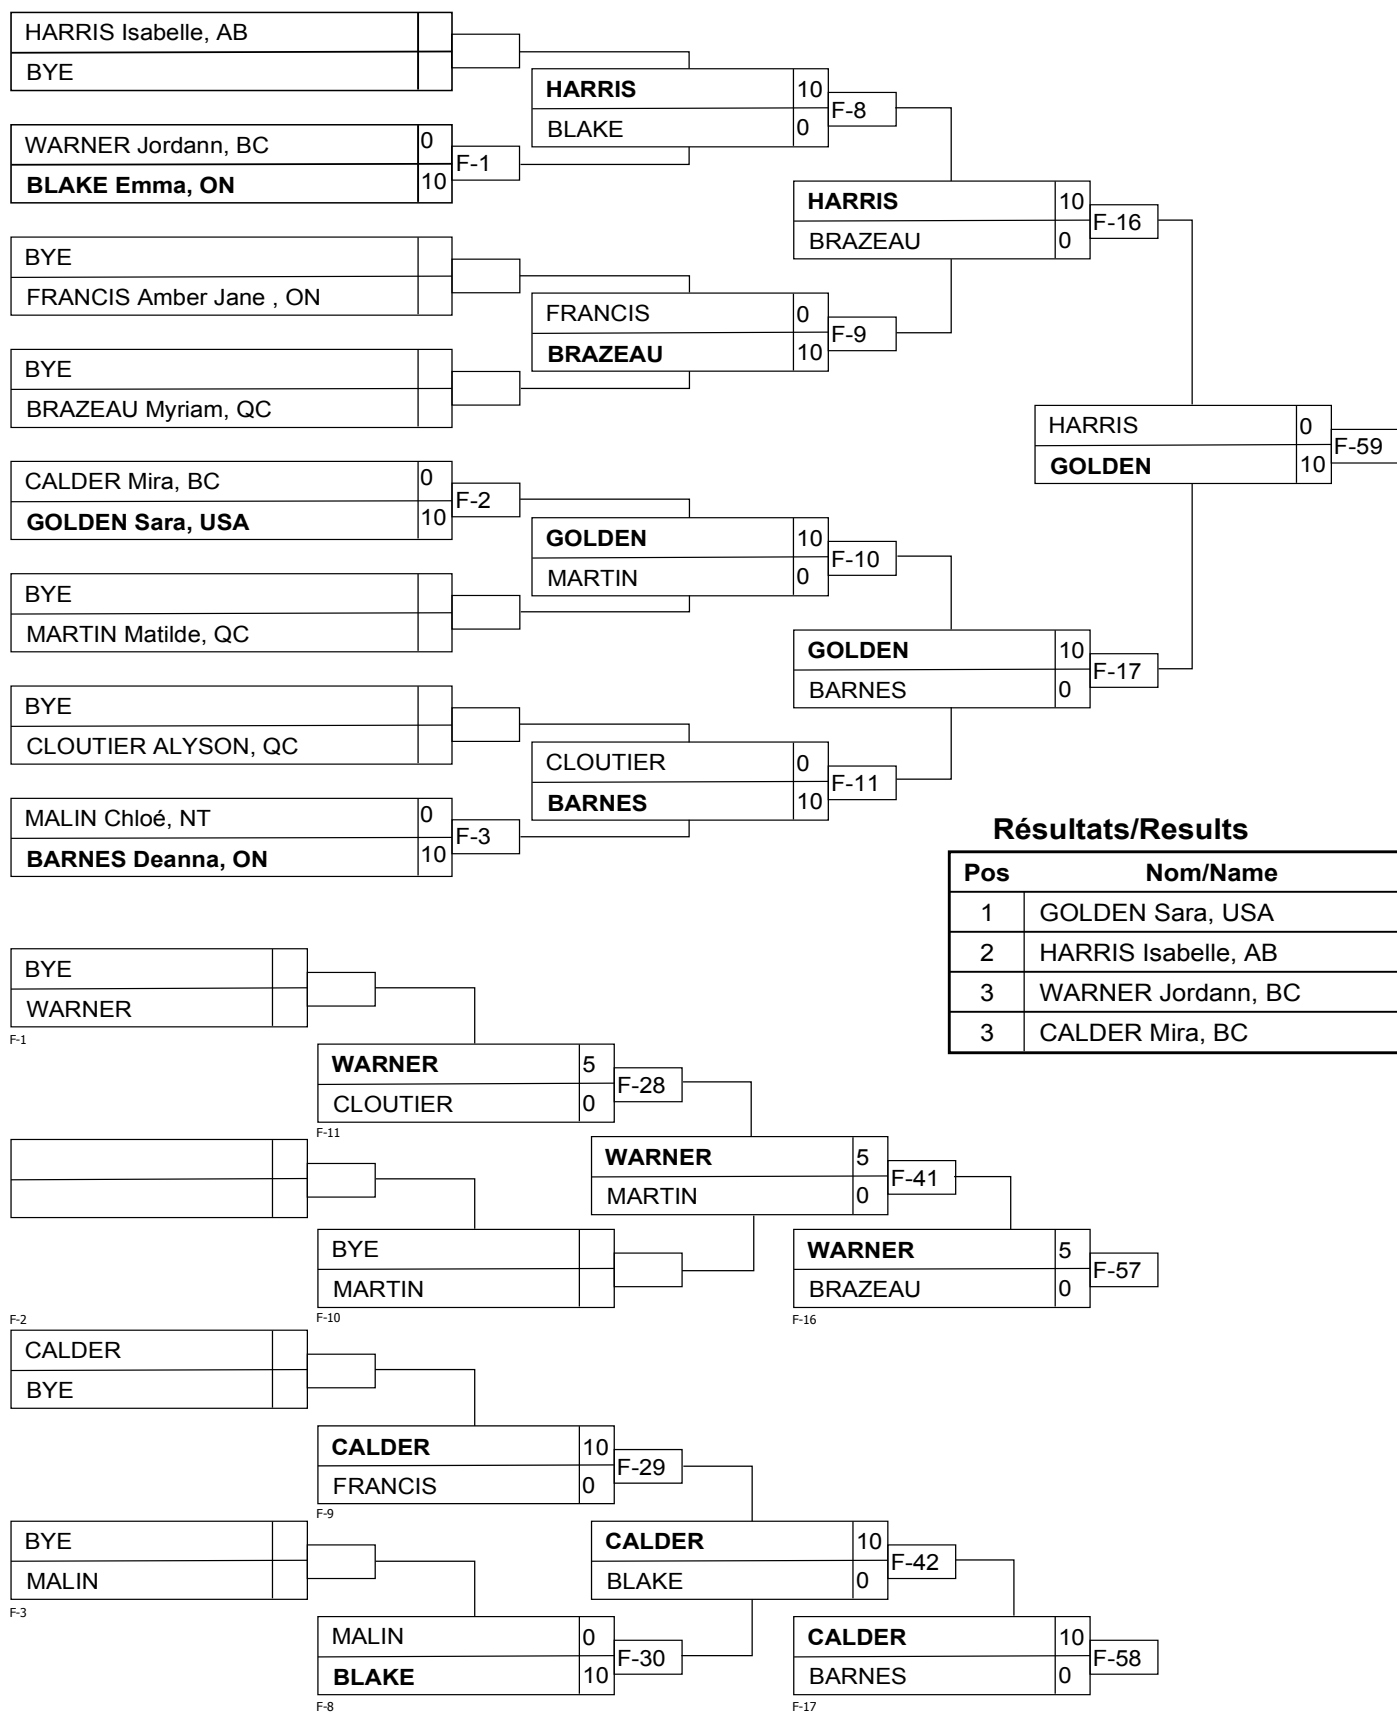 HARRIS Isabelle, AB
BYE
WARNER Jordann, BC 0
BLAKE Emma, ON 10
F-1
BYE
FRANCIS Amber Jane , ON
BYE
BRAZEAU Myriam, QC
CALDER Mira, BC 0
GOLDEN Sara, USA 10
F-2
BYE
MARTIN Matilde, QC
BYE
CLOUTIER ALYSON, QC
MALIN Chloé, NT 0
BARNES Deanna, ON 10
F-3
HARRIS 10
BLAKE 0
F-8
FRANCIS 0
BRAZEAU 10
F-9
GOLDEN 10
MARTIN 0
F-10
CLOUTIER 0
BARNES 10
F-11
HARRIS 10
BRAZEAU 0
F-16
GOLDEN 10
BARNES 0
F-17
HARRIS 0
GOLDEN 10
F-59
Résultats/Results
Pos Nom/Name
1 GOLDEN Sara, USA
2 HARRIS Isabelle, AB
3 WARNER Jordann, BC
3 CALDER Mira, BC
BYE
WARNER
F-1
F-2
CALDER
BYE
BYE
MALIN
F-3
WARNER 5
CLOUTIER 0
F-28
F-11
BYE
MARTIN
F-10
CALDER 10
FRANCIS 0
F-29
F-9
MALIN 0
BLAKE 10
F-30
F-8
WARNER 5
MARTIN 0
F-41
CALDER 10
BLAKE 0
F-42
WARNER 5
BRAZEAU 0
F-57
F-16
CALDER 10
BARNES 0
F-58
F-17